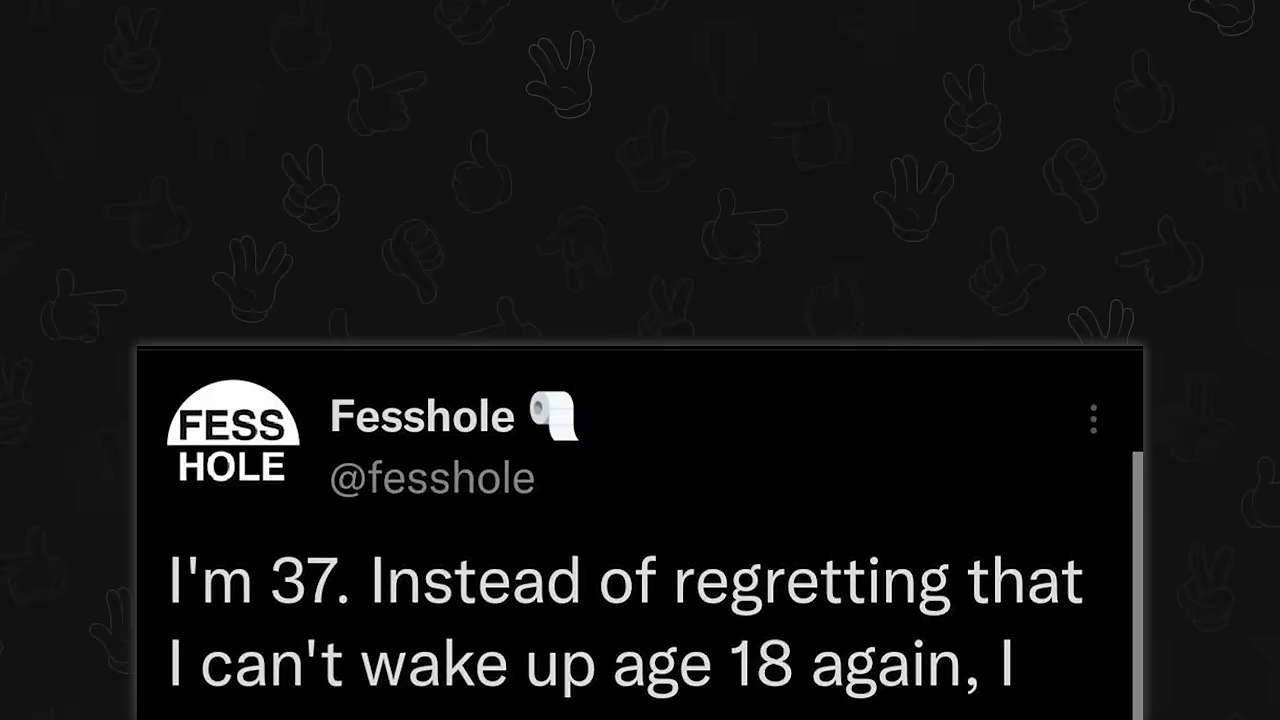 FESS
HOLE
Fesshole 🧻
@fesshole
I'm 37. Instead of regretting that
I can't wake up age 18 again, I